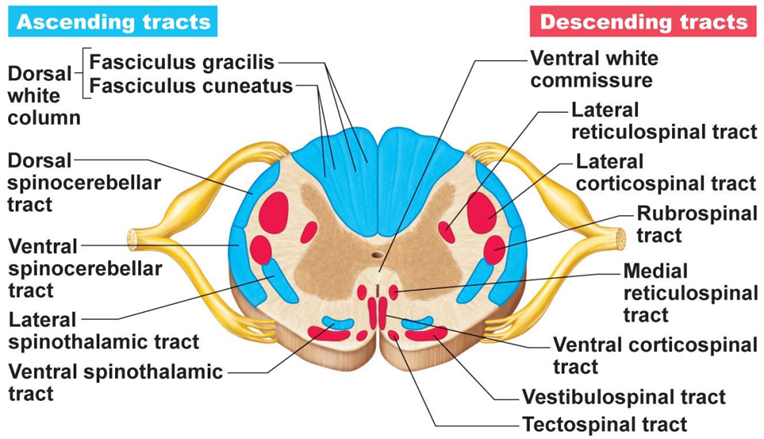 Ascending tracts
Dorsal
white
column
Fasciculus gracilis
Fasciculus cuneatus
Dorsal
spinocerebellar
tract
Ventral
spinocerebellar
tract
Lateral
spinothalamic tract
Ventral spinothalamic
tract
Descending tracts
Ventral white
commissure
Lateral
reticulospinal tract
Lateral
corticospinal tract
Rubrospinal
tract
Medial
reticulospinal
tract
Ventral corticospinal
tract
Vestibulospinal tract
Tectospinal tract